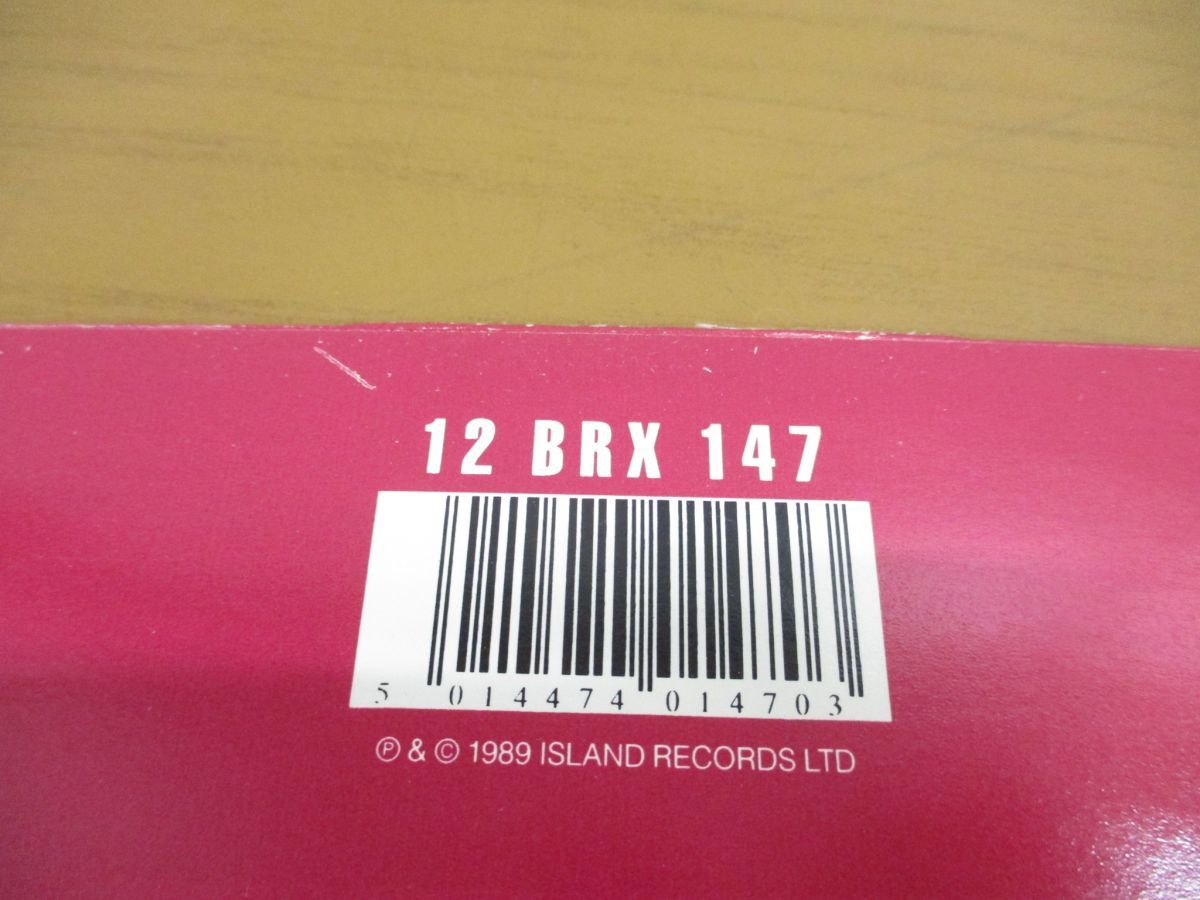 12 BRX 147
5 014474 014703
℗ & © 1989 ISLAND RECORDS LTD